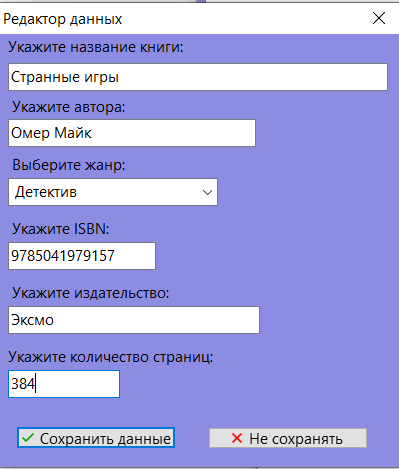 Редактор данных
Укажите название книги:
Странные игры
Укажите автора:
Омер Майк
Выберите жанр:
Детектив
Укажите ISBN:
9785041979157
Укажите издательство:
Эксмо
Укажите количество страниц:
384
Сохранить данные
Не сохранять